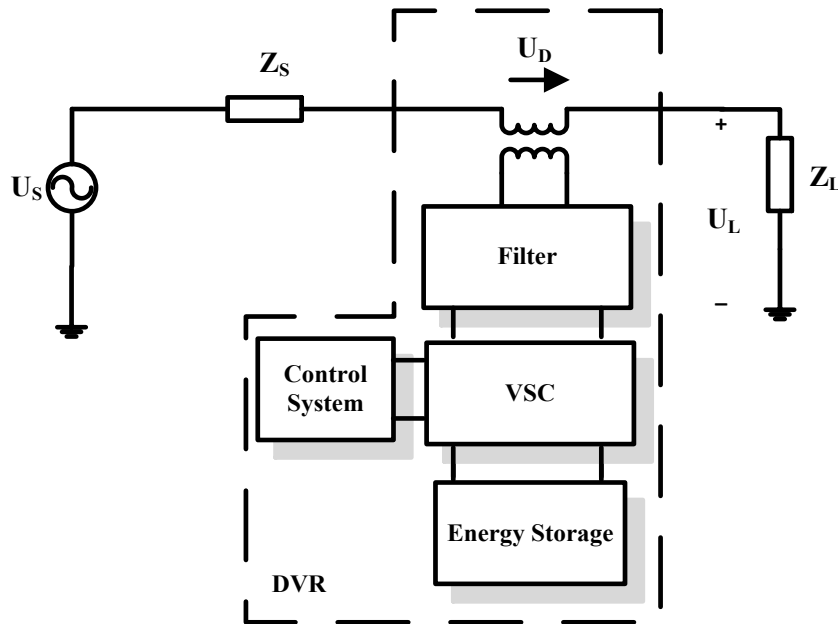 U_D
Z_S
U_S
+
Z_L
U_L
−
Filter
Control
System
VSC
Energy Storage
DVR